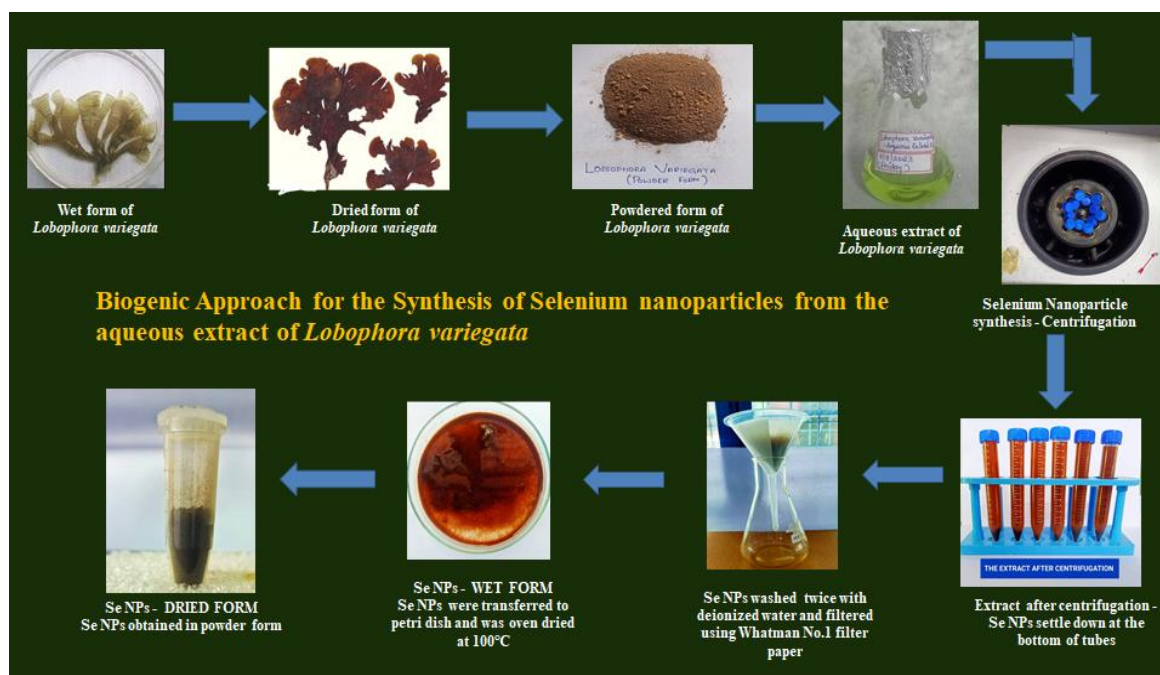 Wet form of
Lobophora variegata
Dried form of
Lobophora variegata
LOBOPHORA VARIEGATA
(POWDER FORM)
Powdered form of
Lobophora variegata
Aqueous extract of
Lobophora variegata
Selenium Nanoparticle
synthesis - Centrifugation
Biogenic Approach for the Synthesis of Selenium nanoparticles from the
aqueous extract of Lobophora variegata
Se NPs - DRIED FORM
Se NPs obtained in powder form
Se NPs - WET FORM
Se NPs were transferred to
petri dish and was oven dried
at 100°C
Se NPs washed twice with
deionized water and filtered
using Whatman No.1 filter
paper
THE EXTRACT AFTER CENTRIFUGATION
Extract after centrifugation -
Se NPs settle down at the
bottom of tubes